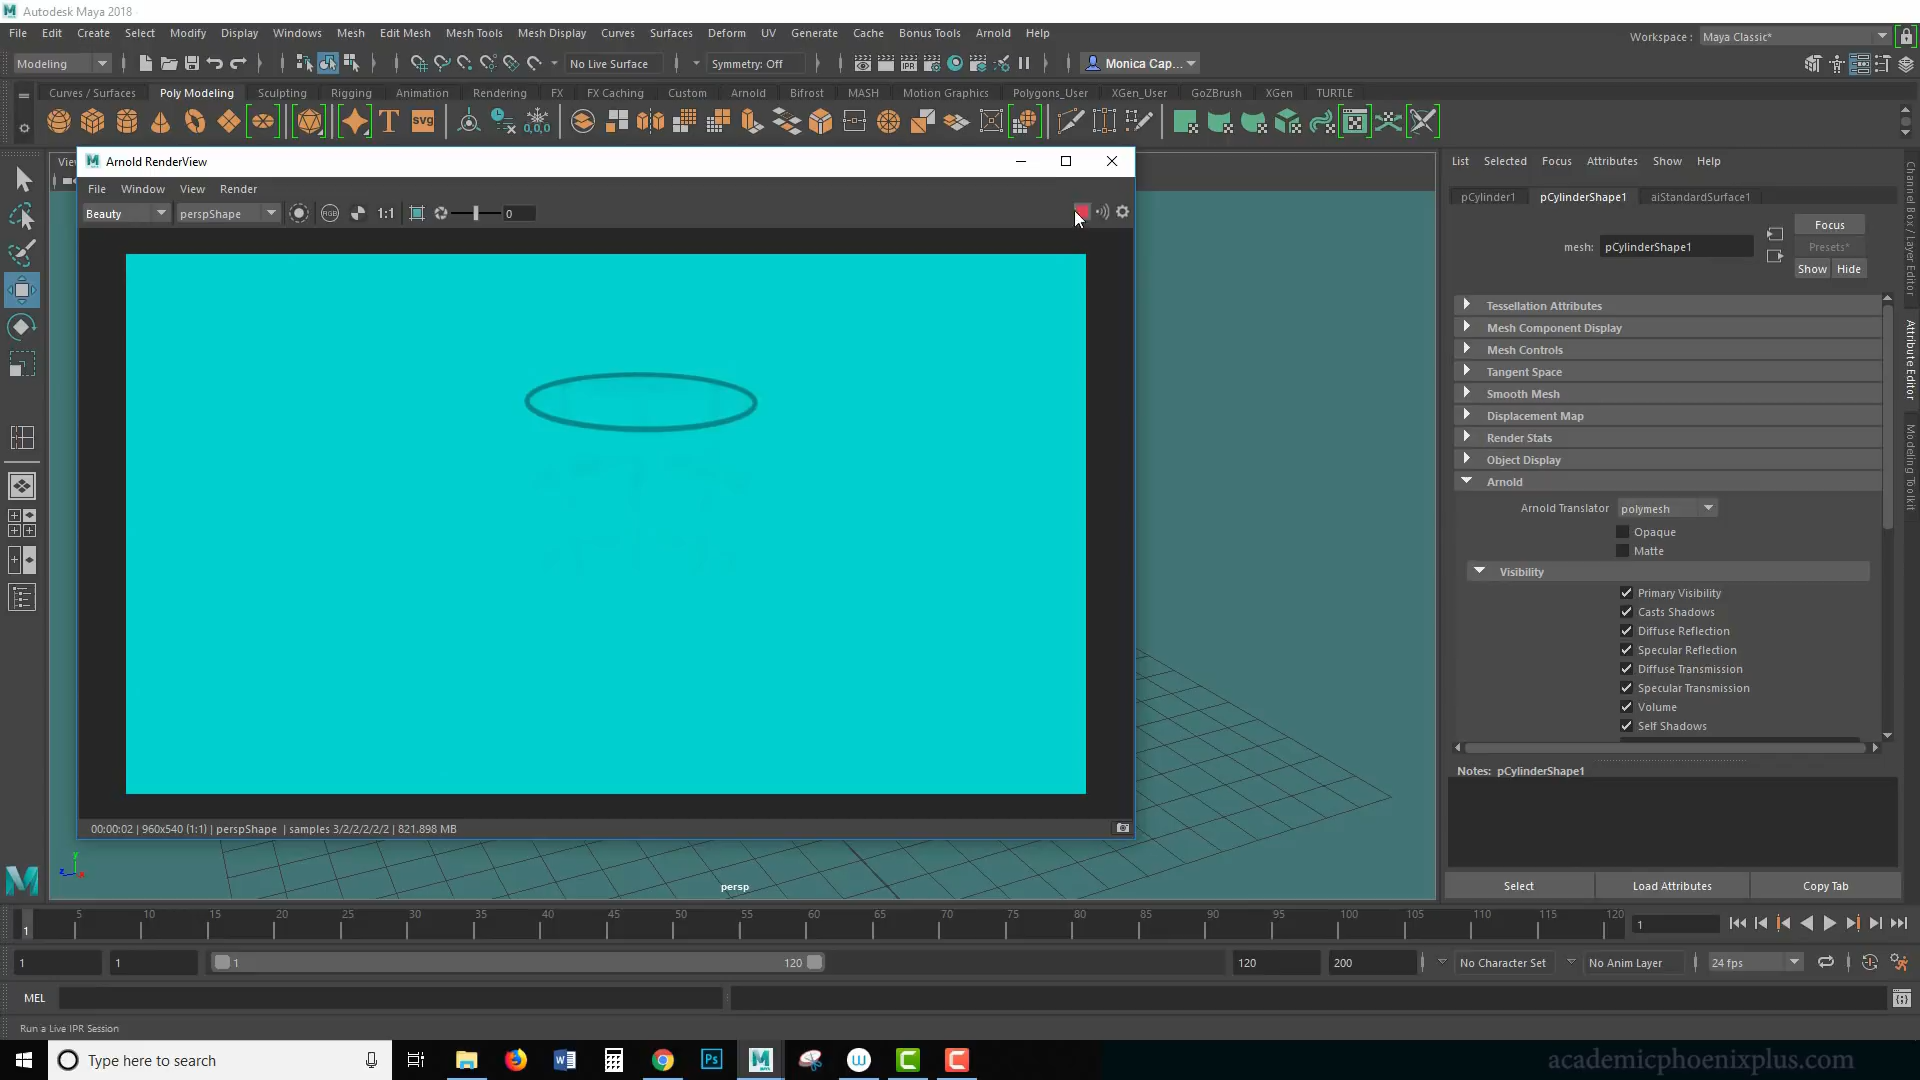 Autodesk Maya 2018
File Edit Create Select Modify Display Windows Mesh Edit Mesh Mesh Tools Mesh Display Curves Surfaces Deform UV Generate Cache Bonus Tools Arnold Help
Workspace : Maya Classic*
Modeling No Live Surface Symmetry: Off Monica Cap...
Curves / Surfaces Poly Modeling Sculpting Rigging Animation Rendering FX FX Caching Custom Arnold Bifrost MASH Motion Graphics Polygons_User XGen_User GoZBrush XGen TURTLE
Arnold RenderView
File Window View Render
Beauty perspShape 1:1 0
00:00:02 | 960x540 (1:1) | perspShape | samples 3/2/2/2/2/2 | 821.898 MB
persp
List Selected Focus Attributes Show Help
pCylinder1 pCylinderShape1 aiStandardSurface1
Focus
mesh: pCylinderShape1
Presets*
Show Hide
Tessellation Attributes
Mesh Component Display
Mesh Controls
Tangent Space
Smooth Mesh
Displacement Map
Render Stats
Object Display
Arnold
Arnold Translator polymesh
Opaque
Matte
Visibility
Primary Visibility
Casts Shadows
Diffuse Reflection
Specular Reflection
Diffuse Transmission
Specular Transmission
Volume
Self Shadows
Notes: pCylinderShape1
Select Load Attributes Copy Tab
Channel Box / Layer Editor
Attribute Editor
Modeling Toolkit
5 10 15 20 25 30 35 40 45 50 55 60 65 70 75 80 85 90 95 100 105 110 115 120
1 1
1 1 1 120 120 200 No Character Set No Anim Layer 24 fps
MEL
Run a Live IPR Session
Type here to search
academicphoenixplus.com